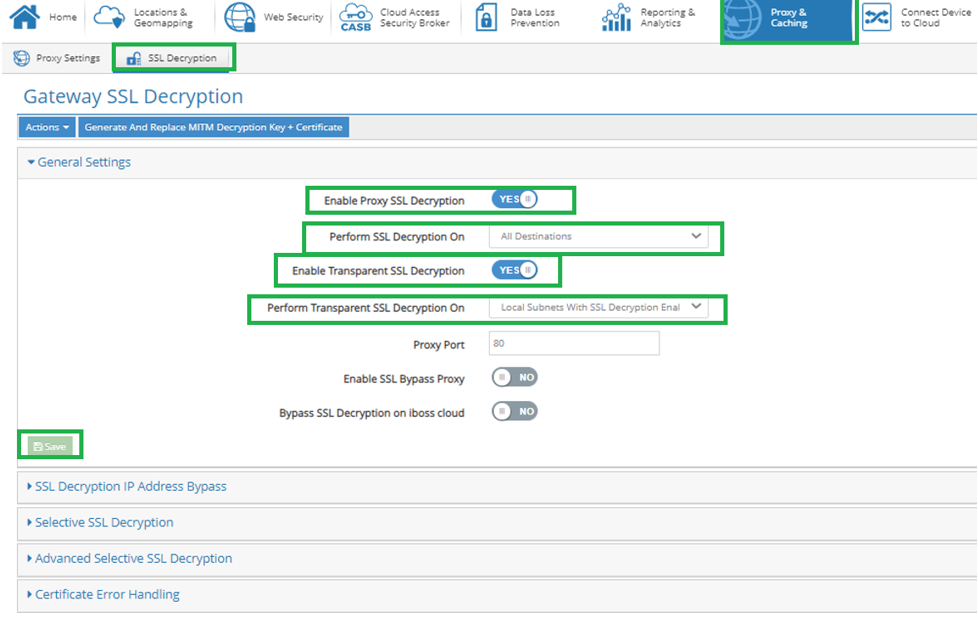 Home
Locations &
Geomapping
Web Security
CASB
Cloud Access
Security Broker
Data Loss
Prevention
Reporting &
Analytics
Proxy &
Caching
Connect Device
to Cloud
Proxy Settings
SSL Decryption
Gateway SSL Decryption
Actions
Generate And Replace MITM Decryption Key + Certificate
General Settings
Enable Proxy SSL Decryption YES
Perform SSL Decryption On All Destinations
Enable Transparent SSL Decryption YES
Perform Transparent SSL Decryption On Local Subnets With SSL Decryption Enal
Proxy Port 80
Enable SSL Bypass Proxy NO
Bypass SSL Decryption on iboss cloud NO
Save
SSL Decryption IP Address Bypass
Selective SSL Decryption
Advanced Selective SSL Decryption
Certificate Error Handling